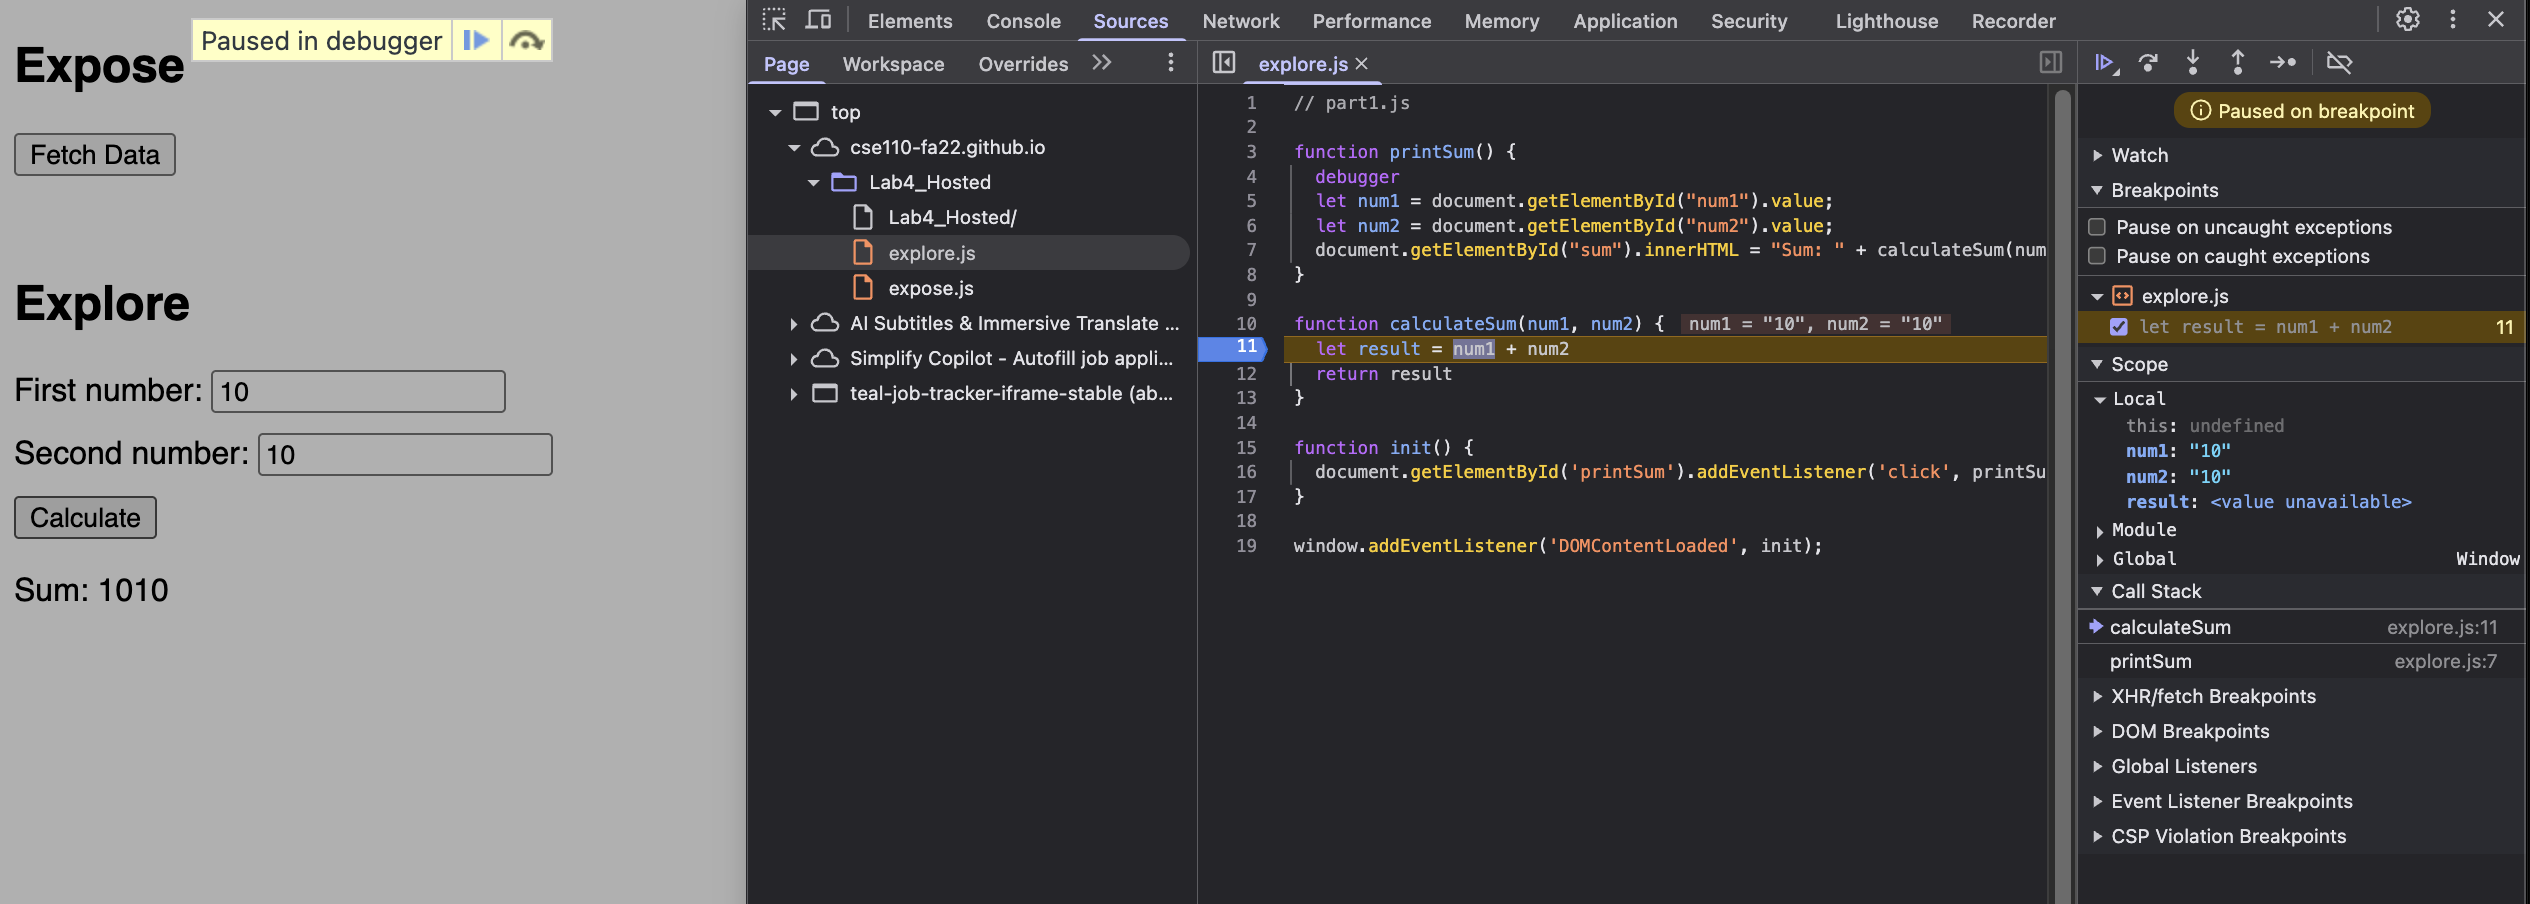 Expose
Paused in debugger
Fetch Data
Explore
First number: 10
Second number: 10
Calculate
Sum: 1010
Elements Console Sources Network Performance Memory Application Security Lighthouse Recorder
Page Workspace Overrides
top
cse110-fa22.github.io
Lab4_Hosted
Lab4_Hosted/
explore.js
expose.js
AI Subtitles & Immersive Translate ...
Simplify Copilot - Autofill job appli...
teal-job-tracker-iframe-stable (ab...
explore.js
1 // part1.js
2
3 function printSum() {
4 debugger
5 let num1 = document.getElementById("num1").value;
6 let num2 = document.getElementById("num2").value;
7 document.getElementById("sum").innerHTML = "Sum: " + calculateSum(num
8 }
9
10 function calculateSum(num1, num2) { num1 = "10", num2 = "10"
11 let result = num1 + num2
12 return result
13 }
14
15 function init() {
16 document.getElementById('printSum').addEventListener('click', printSu
17 }
18
19 window.addEventListener('DOMContentLoaded', init);
Paused on breakpoint
Watch
Breakpoints
Pause on uncaught exceptions
Pause on caught exceptions
explore.js
let result = num1 + num2 11
Scope
Local
this: undefined
num1: "10"
num2: "10"
result: <value unavailable>
Module
Global Window
Call Stack
calculateSum explore.js:11
printSum explore.js:7
XHR/fetch Breakpoints
DOM Breakpoints
Global Listeners
Event Listener Breakpoints
CSP Violation Breakpoints